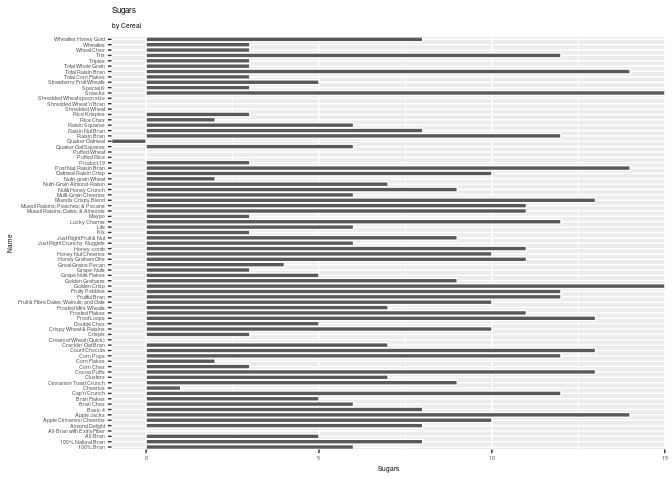 Sugars
by Cereal
Name
Wheaties Honey Gold
Wheaties
Wheat Chex
Trix
Triples
Total Whole Grain
Total Raisin Bran
Total Corn Flakes
Strawberry Fruit Wheats
Special K
Smacks
Shredded Wheat spoon size
Shredded Wheat 'n'Bran
Shredded Wheat
Rice Krispies
Rice Chex
Raisin Squares
Raisin Nut Bran
Raisin Bran
Quaker Oatmeal
Quaker Oat Squares
Puffed Wheat
Puffed Rice
Product 19
Post Nat. Raisin Bran
Oatmeal Raisin Crisp
Nutri-grain Wheat
Nutri-Grain Almond-Raisin
Nut&Honey Crunch
Multi-Grain Cheerios
Mueslix Crispy Blend
Muesli Raisins; Peaches; & Pecans
Muesli Raisins; Dates; & Almonds
Maypo
Lucky Charms
Life
Kix
Just Right Fruit & Nut
Just Right Crunchy  Nuggets
Honey-comb
Honey Nut Cheerios
Honey Graham Ohs
Great Grains Pecan
Grape-Nuts
Grape Nuts Flakes
Golden Grahams
Golden Crisp
Fruity Pebbles
Fruitful Bran
Fruit & Fibre Dates; Walnuts; and Oats
Frosted Mini-Wheats
Frosted Flakes
Froot Loops
Double Chex
Crispy Wheat & Raisins
Crispix
Cream of Wheat (Quick)
Cracklin' Oat Bran
Count Chocula
Corn Pops
Corn Flakes
Corn Chex
Cocoa Puffs
Clusters
Cinnamon Toast Crunch
Cheerios
Cap'n'Crunch
Bran Flakes
Bran Chex
Basic 4
Apple Jacks
Apple Cinnamon Cheerios
Almond Delight
All-Bran with Extra Fiber
All-Bran
100% Natural Bran
100% Bran
0 5 10 15
Sugars